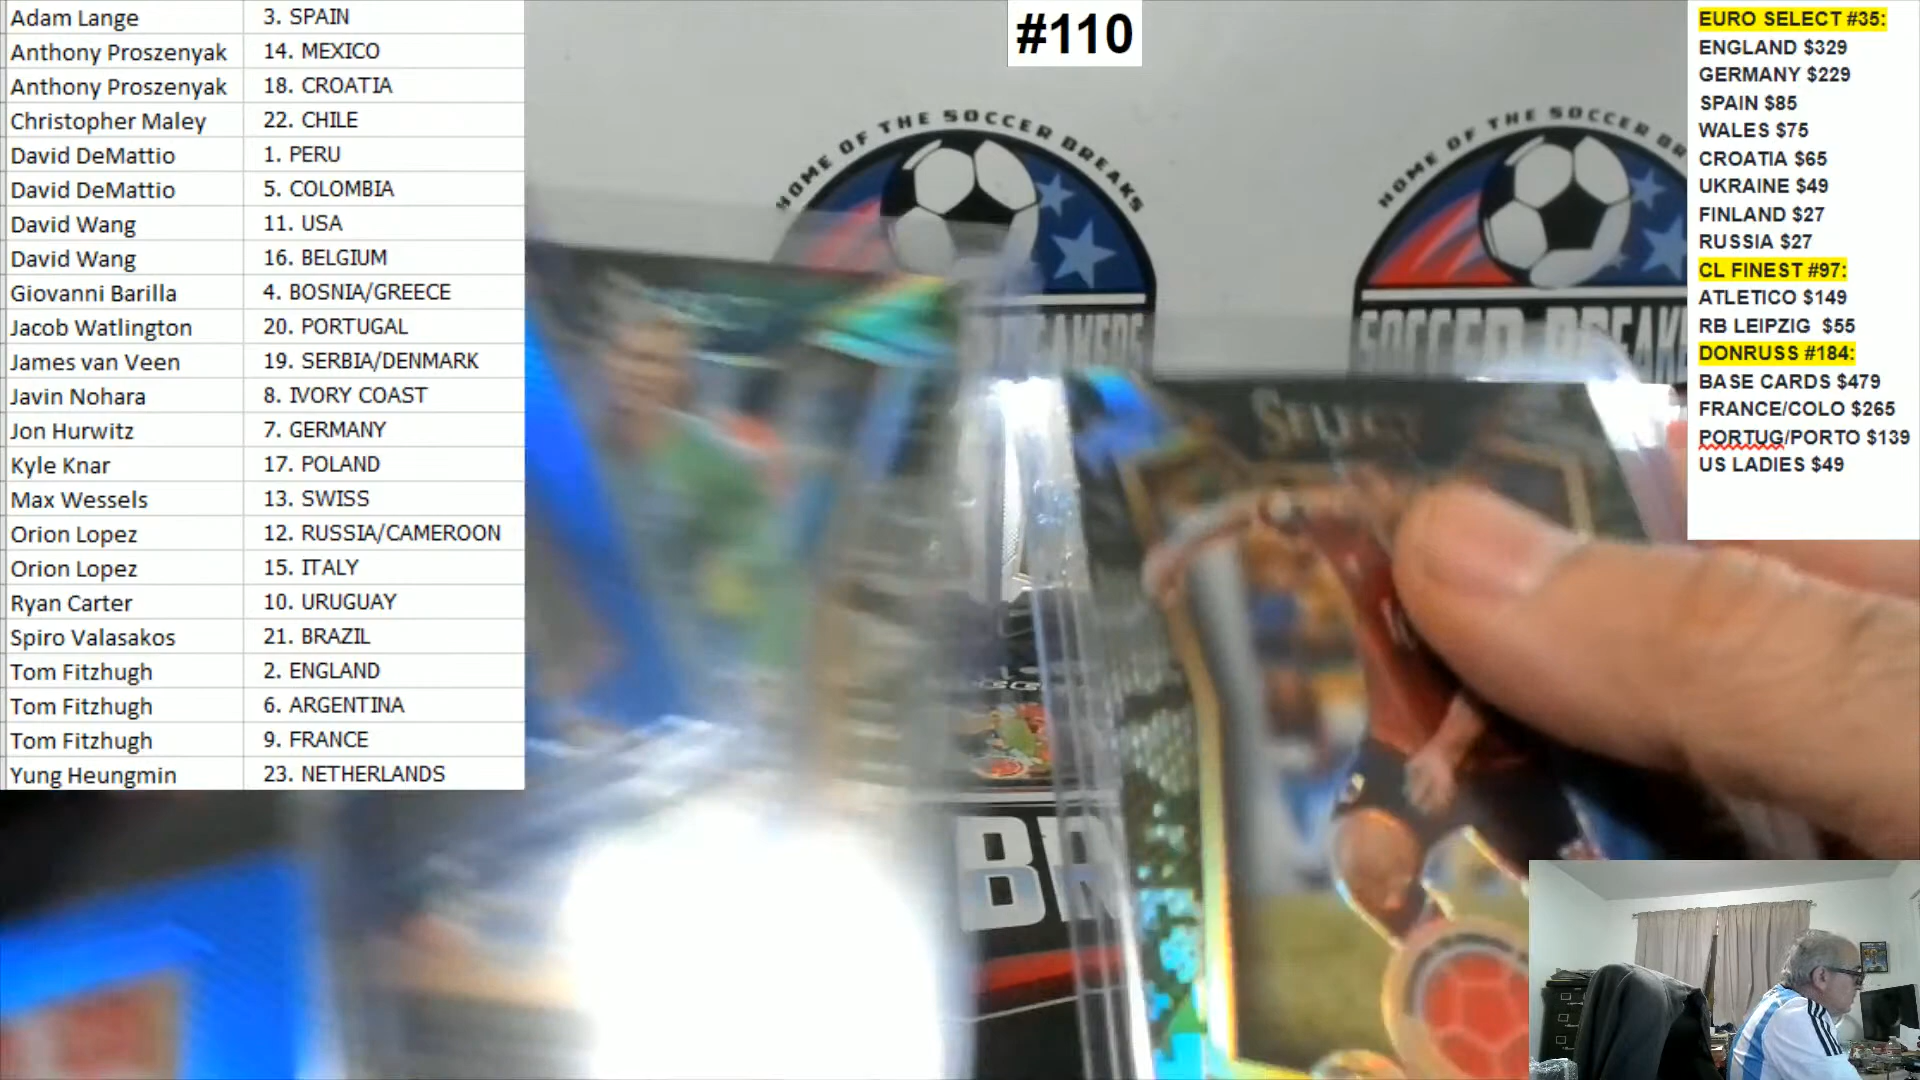 Adam Lange 3. SPAIN
Anthony Proszenyak 14. MEXICO
Anthony Proszenyak 18. CROATIA
Christopher Maley 22. CHILE
David DeMattio 1. PERU
David DeMattio 5. COLOMBIA
David Wang 11. USA
David Wang 16. BELGIUM
Giovanni Barilla 4. BOSNIA/GREECE
Jacob Watlington 20. PORTUGAL
James van Veen 19. SERBIA/DENMARK
Javin Nohara 8. IVORY COAST
Jon Hurwitz 7. GERMANY
Kyle Knar 17. POLAND
Max Wessels 13. SWISS
Orion Lopez 12. RUSSIA/CAMEROON
Orion Lopez 15. ITALY
Ryan Carter 10. URUGUAY
Spiro Valasakos 21. BRAZIL
Tom Fitzhugh 2. ENGLAND
Tom Fitzhugh 6. ARGENTINA
Tom Fitzhugh 9. FRANCE
Yung Heungmin 23. NETHERLANDS
#110
HOME OF THE SOCCER BREAKS
HOME OF THE SOCCER BR
EAKERS
SOCCER BREAKE
SELECT
BR
EURO SELECT #35:
ENGLAND $329
GERMANY $229
SPAIN $85
WALES $75
CROATIA $65
UKRAINE $49
FINLAND $27
RUSSIA $27
CL FINEST #97:
ATLETICO $149
RB LEIPZIG $55
DONRUSS #184:
BASE CARDS $479
FRANCE/COLO $265
PORTUG/PORTO $139
US LADIES $49